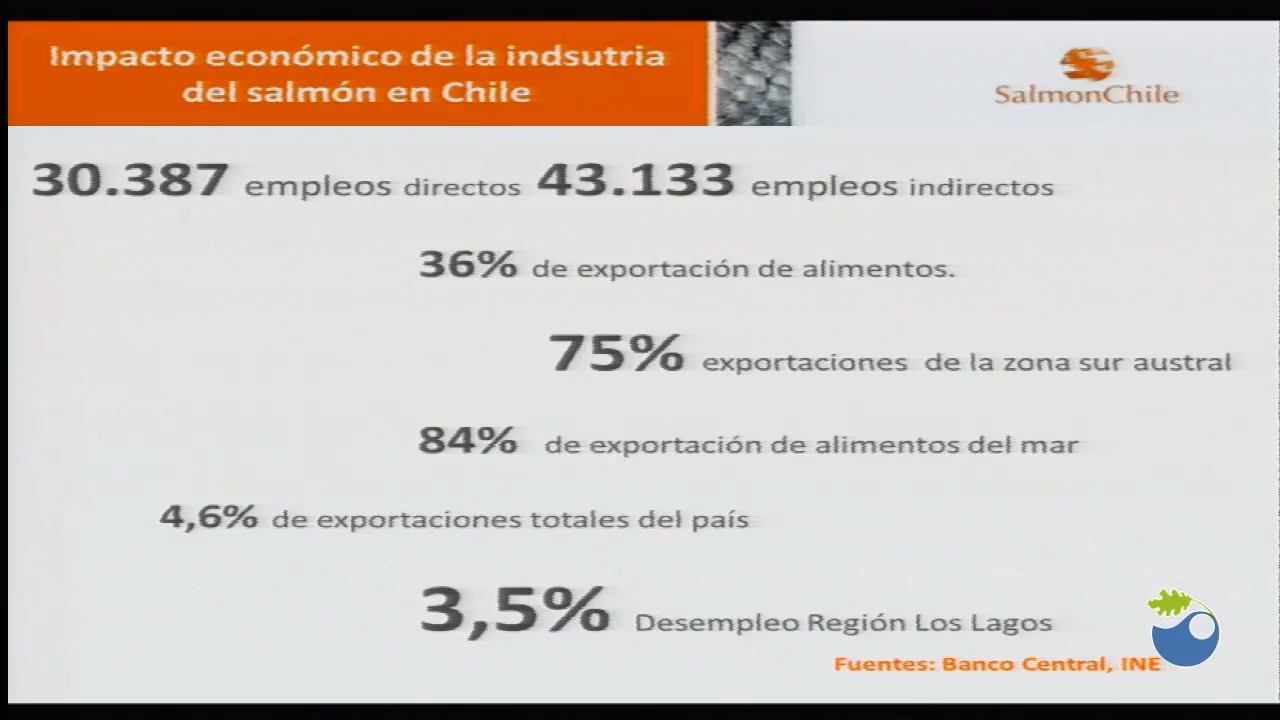 Impacto económico de la indsutria
del salmón en Chile
SalmonChile
30.387 empleos directos 43.133 empleos indirectos
36% de exportación de alimentos.
75% exportaciones de la zona sur austral
84% de exportación de alimentos del mar
4,6% de exportaciones totales del país
3,5% Desempleo Región Los Lagos
Fuentes: Banco Central, INE